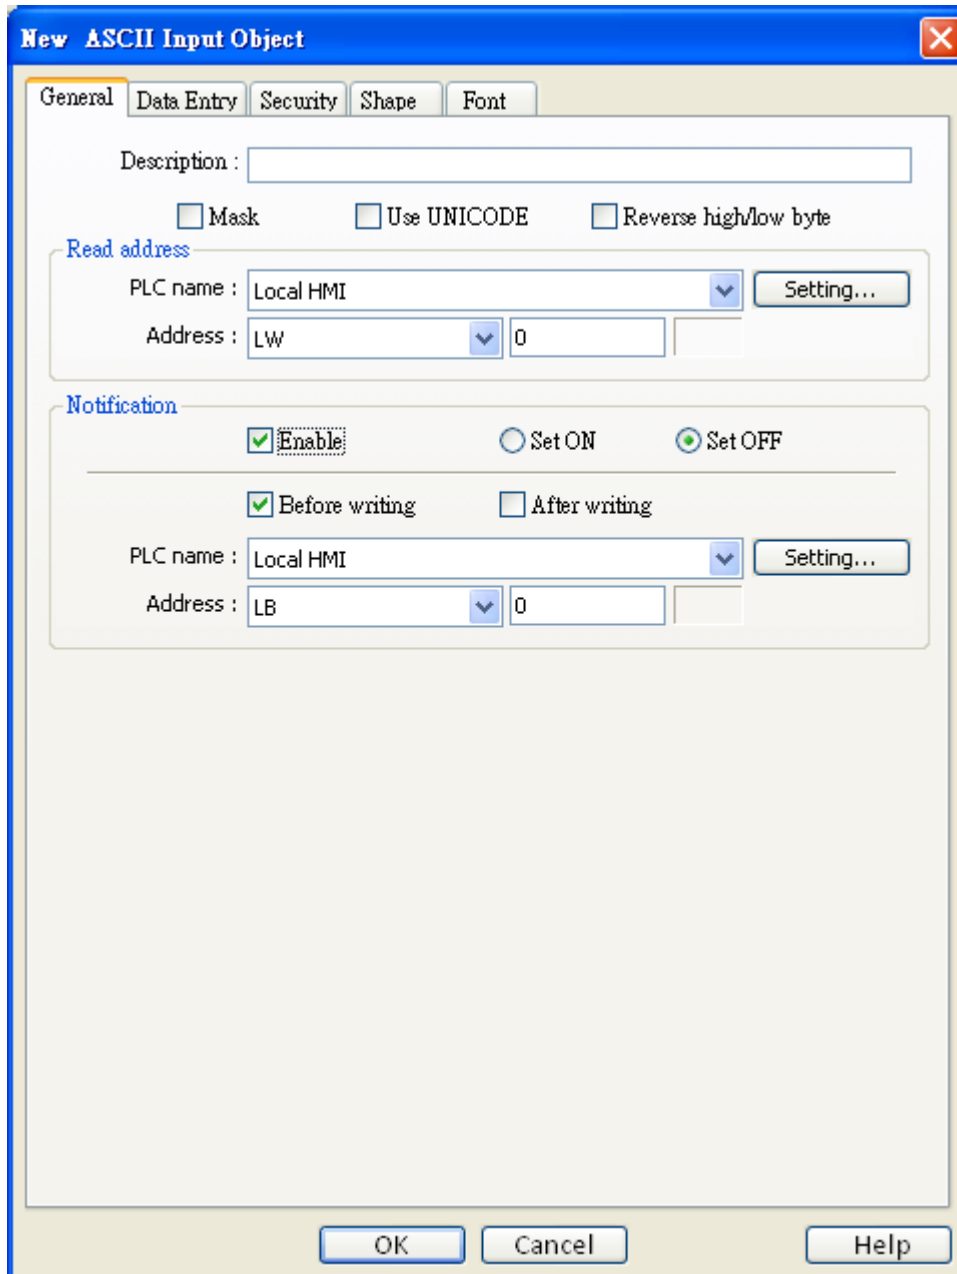 New ASCII Input Object
General Data Entry Security Shape Font
Description :
Mask Use UNICODE Reverse high/low byte
Read address
PLC name : Local HMI Setting...
Address : LW 0
Notification
Enable Set ON Set OFF
Before writing After writing
PLC name : Local HMI Setting...
Address : LB 0
OK Cancel Help